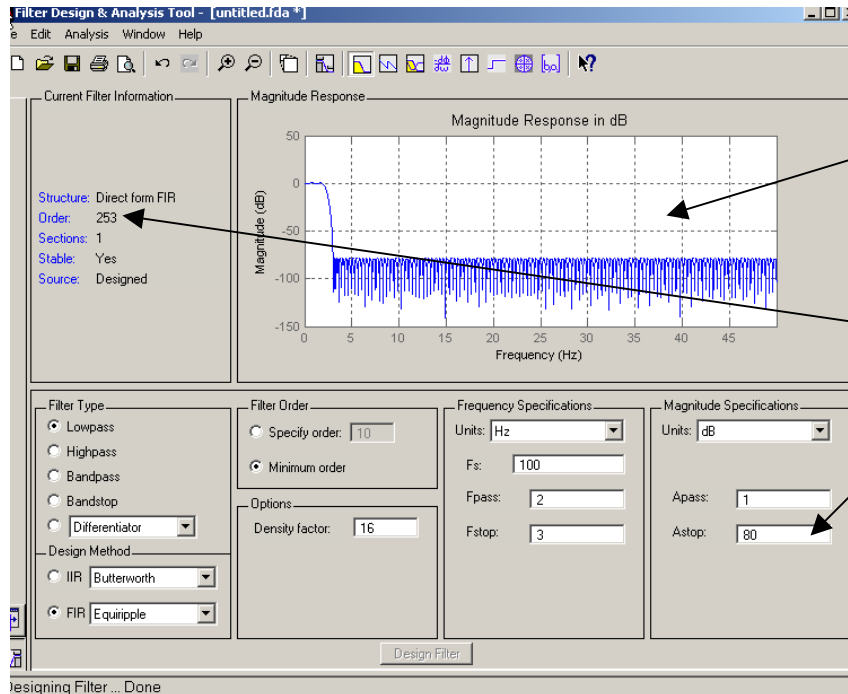 Filter Design & Analysis Tool - [untitled.fda *]
Edit Analysis Window Help
Current Filter Information
Structure: Direct form FIR
Order: 253
Sections: 1
Stable: Yes
Source: Designed
Magnitude Response
Magnitude Response in dB
50
0
-50
-100
-150
Magnitude (dB)
0 5 10 15 20 25 30 35 40 45
Frequency (Hz)
Filter Type
Lowpass
Highpass
Bandpass
Bandstop
Differentiator
Design Method
IIR Butterworth
FIR Equiripple
Filter Order
Specify order: 10
Minimum order
Options
Density factor: 16
Frequency Specifications
Units: Hz
Fs: 100
Fpass: 2
Fstop: 3
Magnitude Specifications
Units: dB
Apass: 1
Astop: 80
Design Filter
Designing Filter ... Done